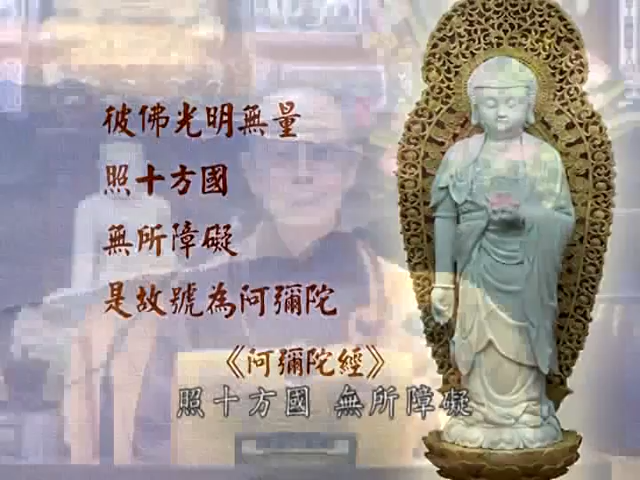 彼佛光明無量
照十方國
無所障礙
是故號為阿彌陀
《阿彌陀經》
照十方國 無所障礙